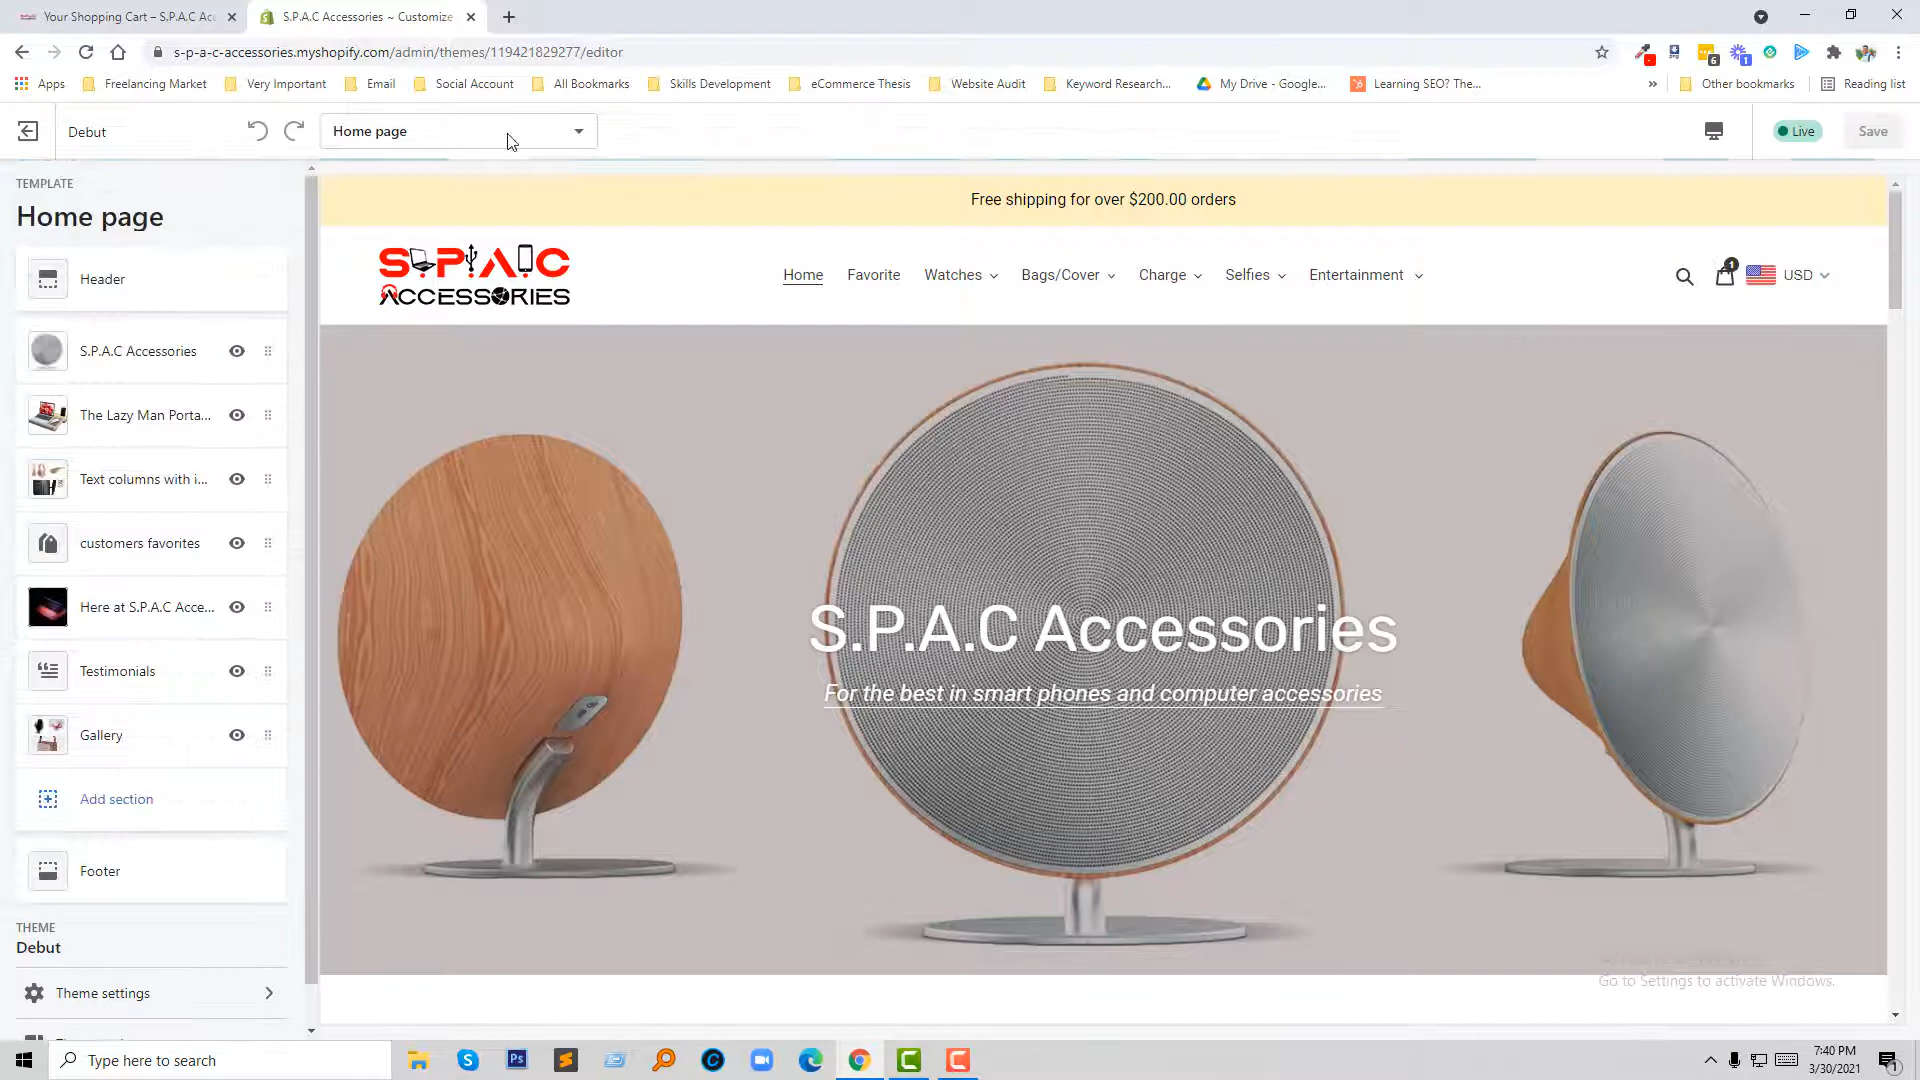 Your Shopping Cart – S.P.A.C Acc
S.P.A.C Accessories ~ Customize
s-p-a-c-accessories.myshopify.com/admin/themes/119421829277/editor
Apps
Freelancing Market
Very Important
Email
Social Account
All Bookmarks
Skills Development
eCommerce Thesis
Website Audit
Keyword Research...
My Drive - Google...
Learning SEO? The...
Other bookmarks
Reading list
Debut
Home page
Live
Save
TEMPLATE
Home page
Header
S.P.A.C Accessories
The Lazy Man Porta...
Text columns with i...
customers favorites
Here at S.P.A.C Acce...
Testimonials
Gallery
Add section
Footer
THEME
Debut
Theme settings
Free shipping for over $200.00 orders
S.P.A.C
ACCESSORIES
Home
Favorite
Watches
Bags/Cover
Charge
Selfies
Entertainment
1
USD
S.P.A.C Accessories
For the best in smart phones and computer accessories
Go to Settings to activate Windows.
Type here to search
7:40 PM
3/30/2021